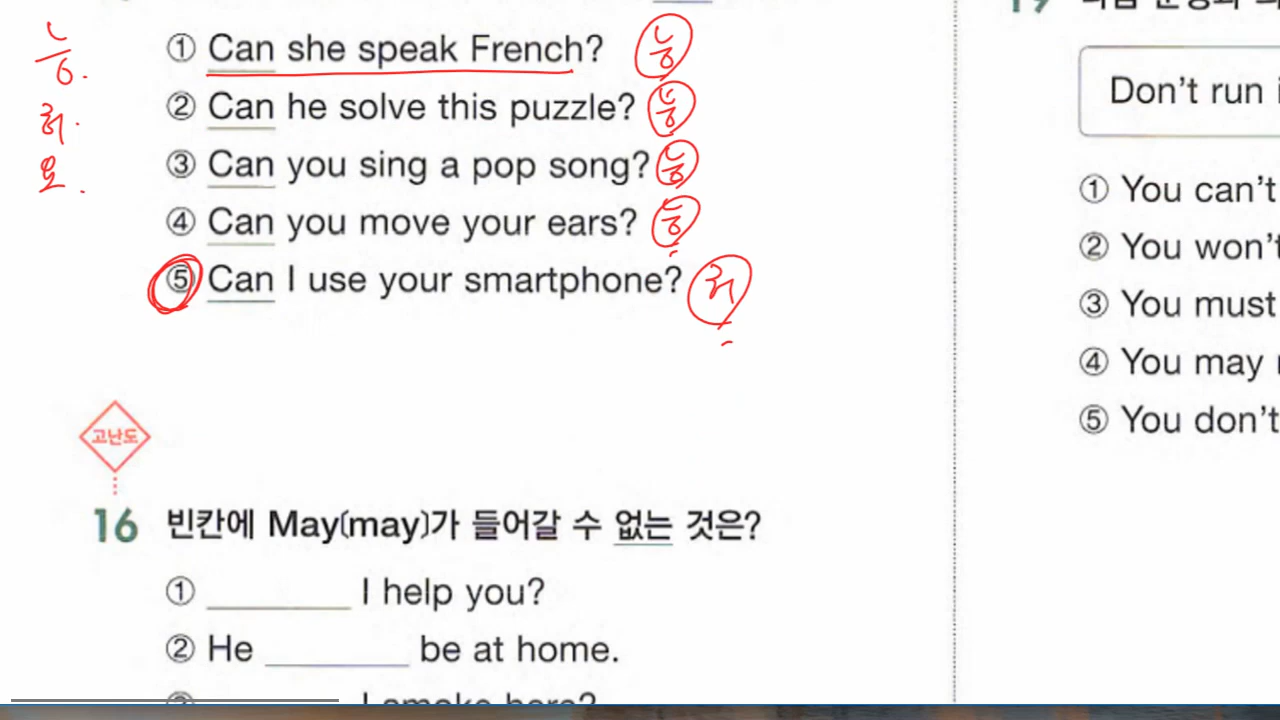 능.
허.
요.
① Can she speak French? 능
② Can he solve this puzzle? 능
③ Can you sing a pop song? 능
④ Can you move your ears? 능
⑤ Can I use your smartphone? 허
고난도
16 빈칸에 May(may)가 들어갈 수 없는 것은?
① ________ I help you?
② He ________ be at home.
I smoke here?
19
Don't run
① You can't
② You won't
③ You must
④ You may
⑤ You don't